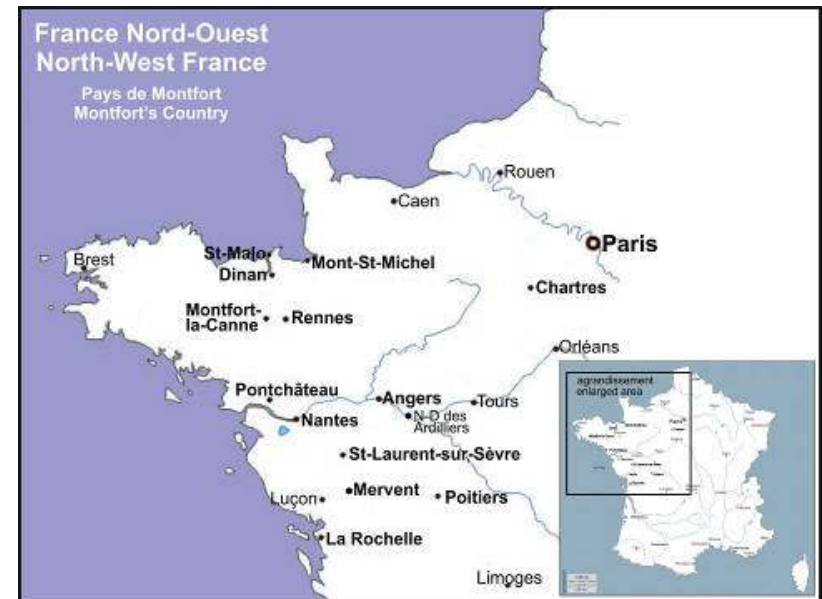 France Nord-Ouest
North-West France
Pays de Montfort
Montfort's Country
Rouen
Caen
Paris
Brest
St-Malo
Mont-St-Michel
Dinan
Chartres
Montfort-
la-Canne
Rennes
Orléans
agrandissement
enlarged area
Pontchâteau
Angers
Tours
N-D des
Ardilliers
Nantes
St-Laurent-sur-Sèvre
Mervent
Luçon
Poitiers
La Rochelle
Limoges
Paris